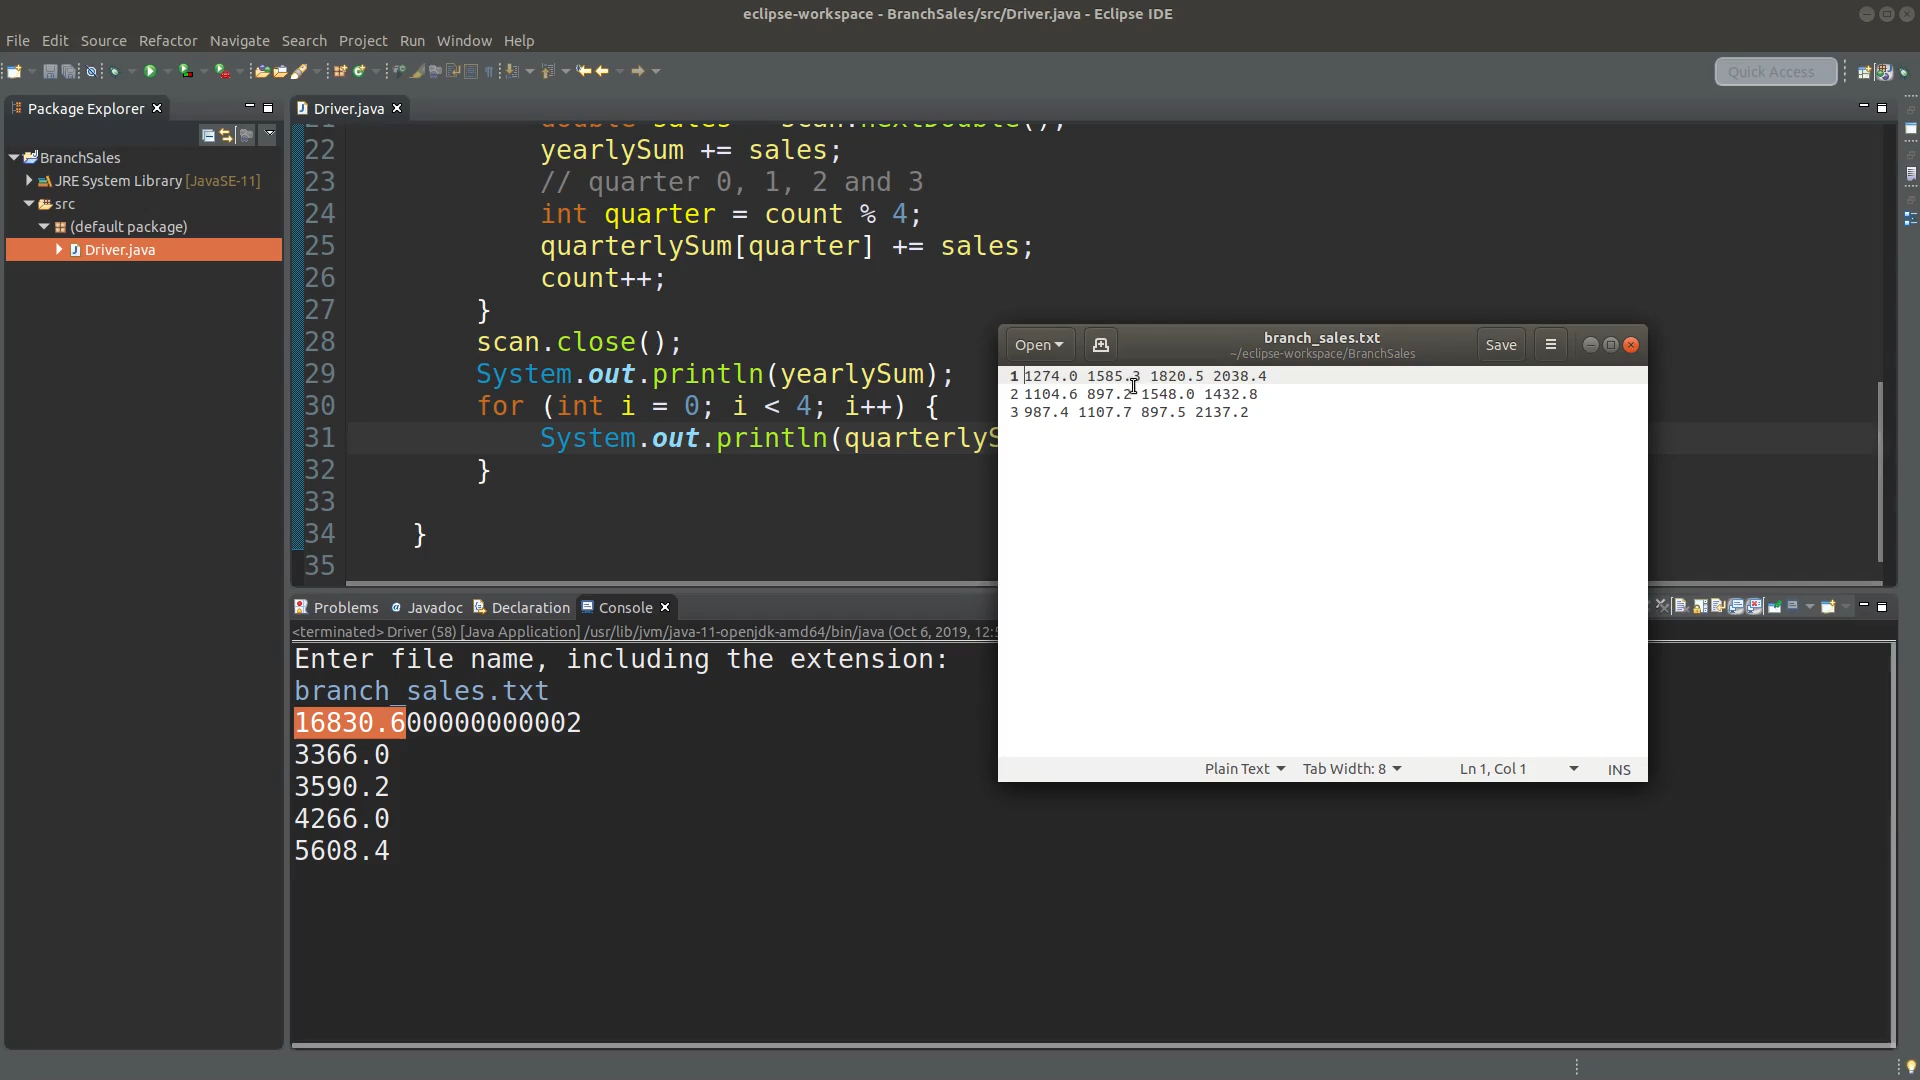 eclipse-workspace - BranchSales/src/Driver.java - Eclipse IDE
File Edit Source Refactor Navigate Search Project Run Window Help
Quick Access
Package Explorer
BranchSales
JRE System Library [JavaSE-11]
src
(default package)
Driver.java
Driver.java
21 double sales = scan.nextDouble();
22 yearlySum += sales;
23 // quarter 0, 1, 2 and 3
24 int quarter = count % 4;
25 quarterlySum[quarter] += sales;
26 count++;
27 }
28 scan.close();
29 System.out.println(yearlySum);
30 for (int i = 0; i < 4; i++) {
31 System.out.println(quarterlyS
32 }
33
34 }
35
Open
branch_sales.txt
~/eclipse-workspace/BranchSales
Save
1 1274.0 1585.3 1820.5 2038.4
2 1104.6 897.2 1548.0 1432.8
3 987.4 1107.7 897.5 2137.2
Plain Text Tab Width: 8 Ln 1, Col 1 INS
Problems Javadoc Declaration Console
<terminated> Driver (58) [Java Application] /usr/lib/jvm/java-11-openjdk-amd64/bin/java (Oct 6, 2019, 12:5
Enter file name, including the extension:
branch_sales.txt
16830.600000000002
3366.0
3590.2
4266.0
5608.4